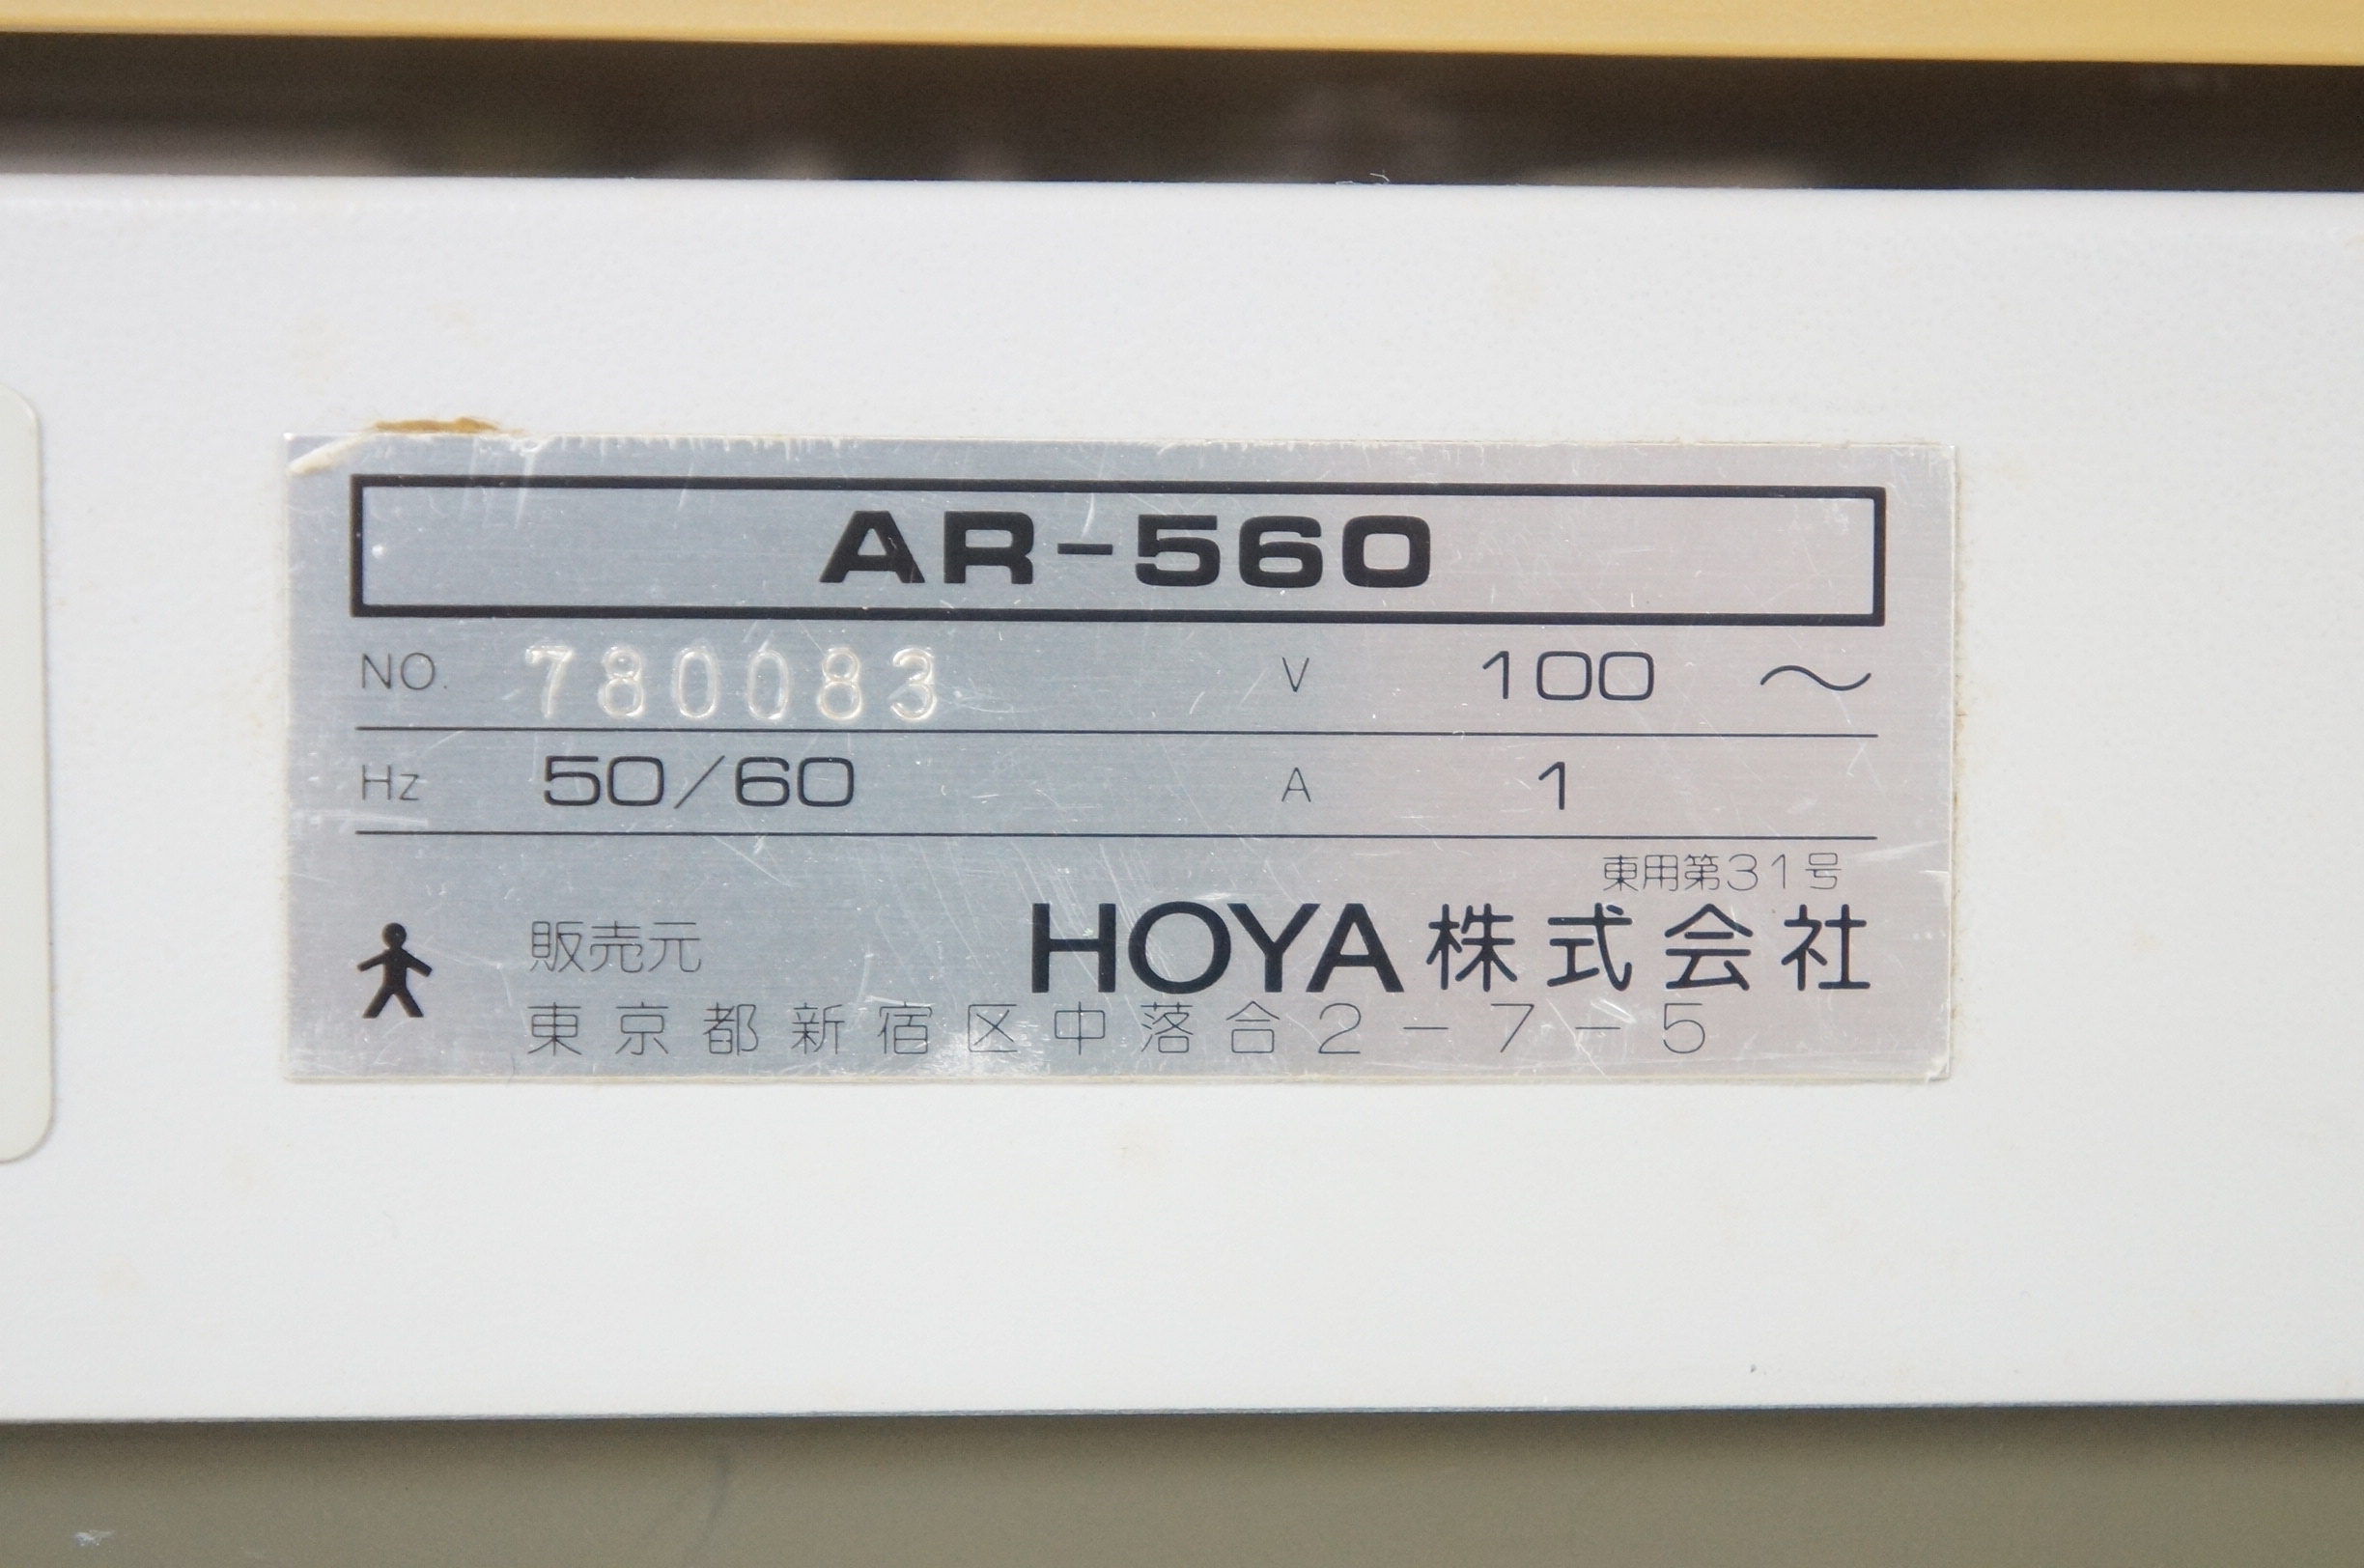 AR-560
NO. 780083 V 100 〜
Hz 50/60 A 1
東用第31号
販売元 HOYA株式会社
東京都新宿区中落合2-7-5